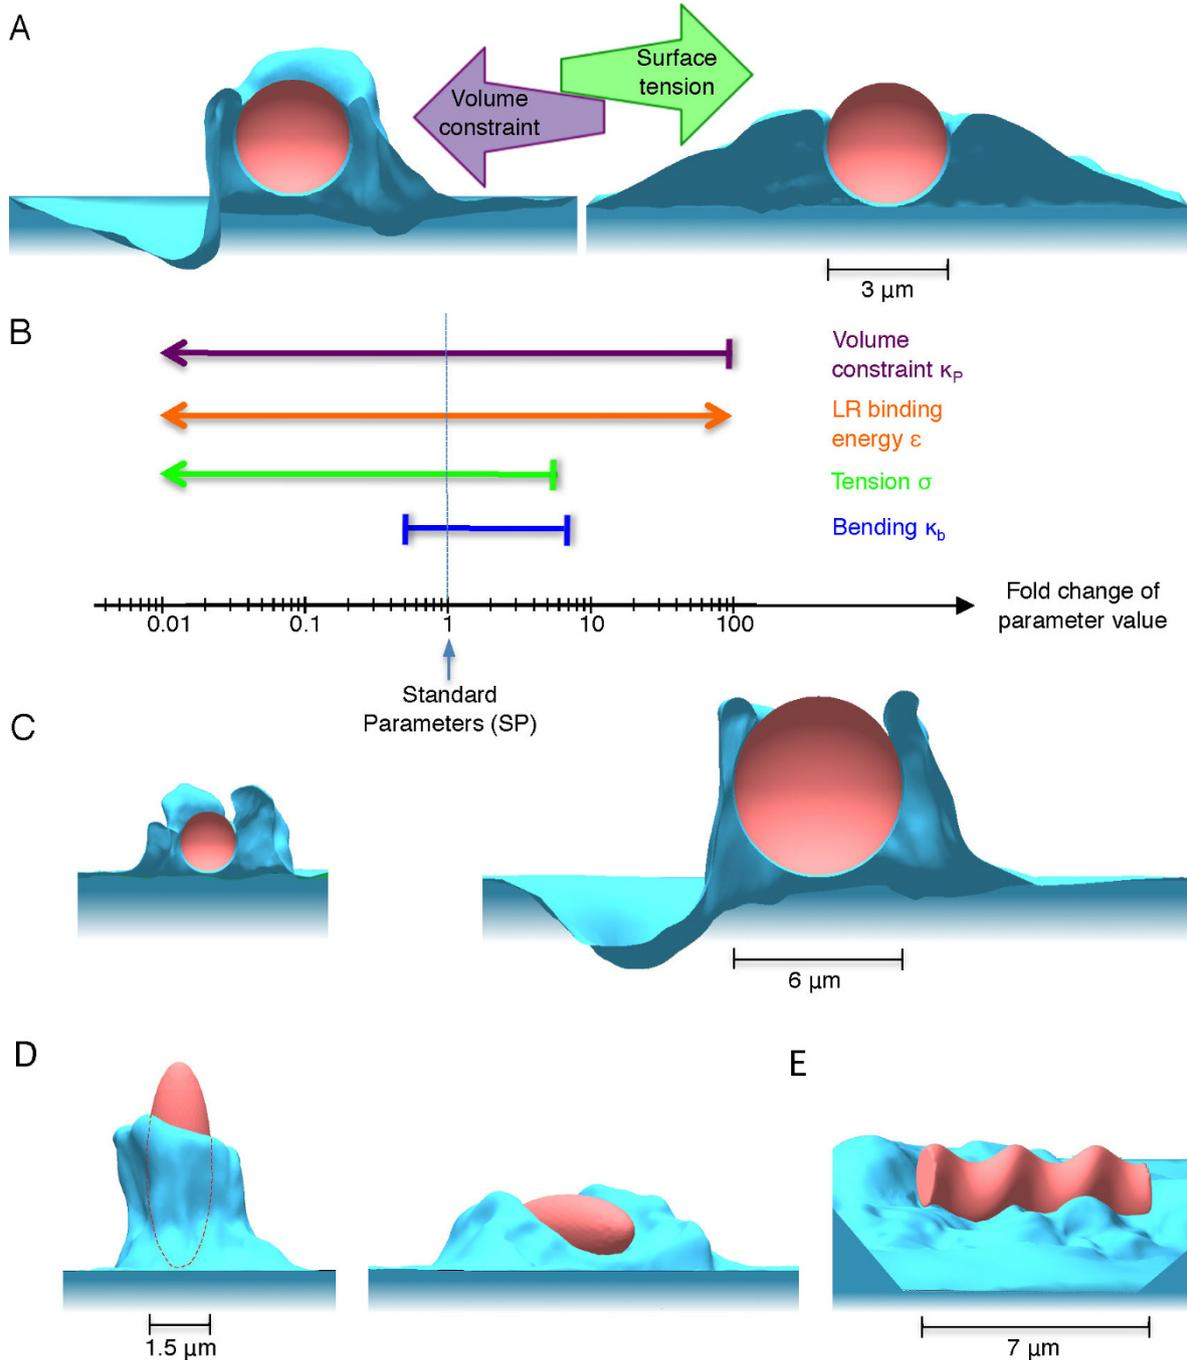 A
Volume
constraint
Surface
tension
3 μm
B
Volume
constraint κP
LR binding
energy ε
Tension σ
Bending κb
0.01
0.1
1
10
100
Fold change of
parameter value
Standard
Parameters (SP)
C
6 μm
D
1.5 μm
E
7 μm